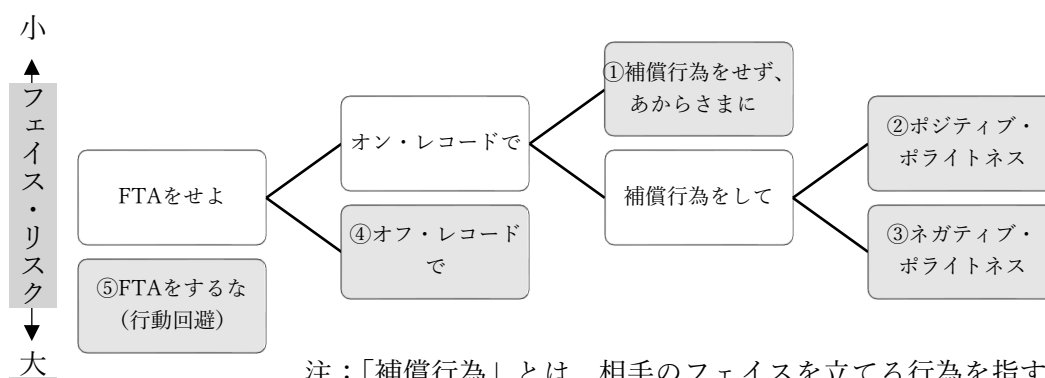 小
フェイス・リスク
大
FTAをせよ
⑤FTAをするな
（行動回避）
オン・レコードで
④オフ・レコード
で
①補償行為をせず、
あからさまに
補償行為をして
②ポジティブ・
ポライトネス
③ネガティブ・
ポライトネス
注：「補償行為」とは、相手のフェイスを立てる行為を指す